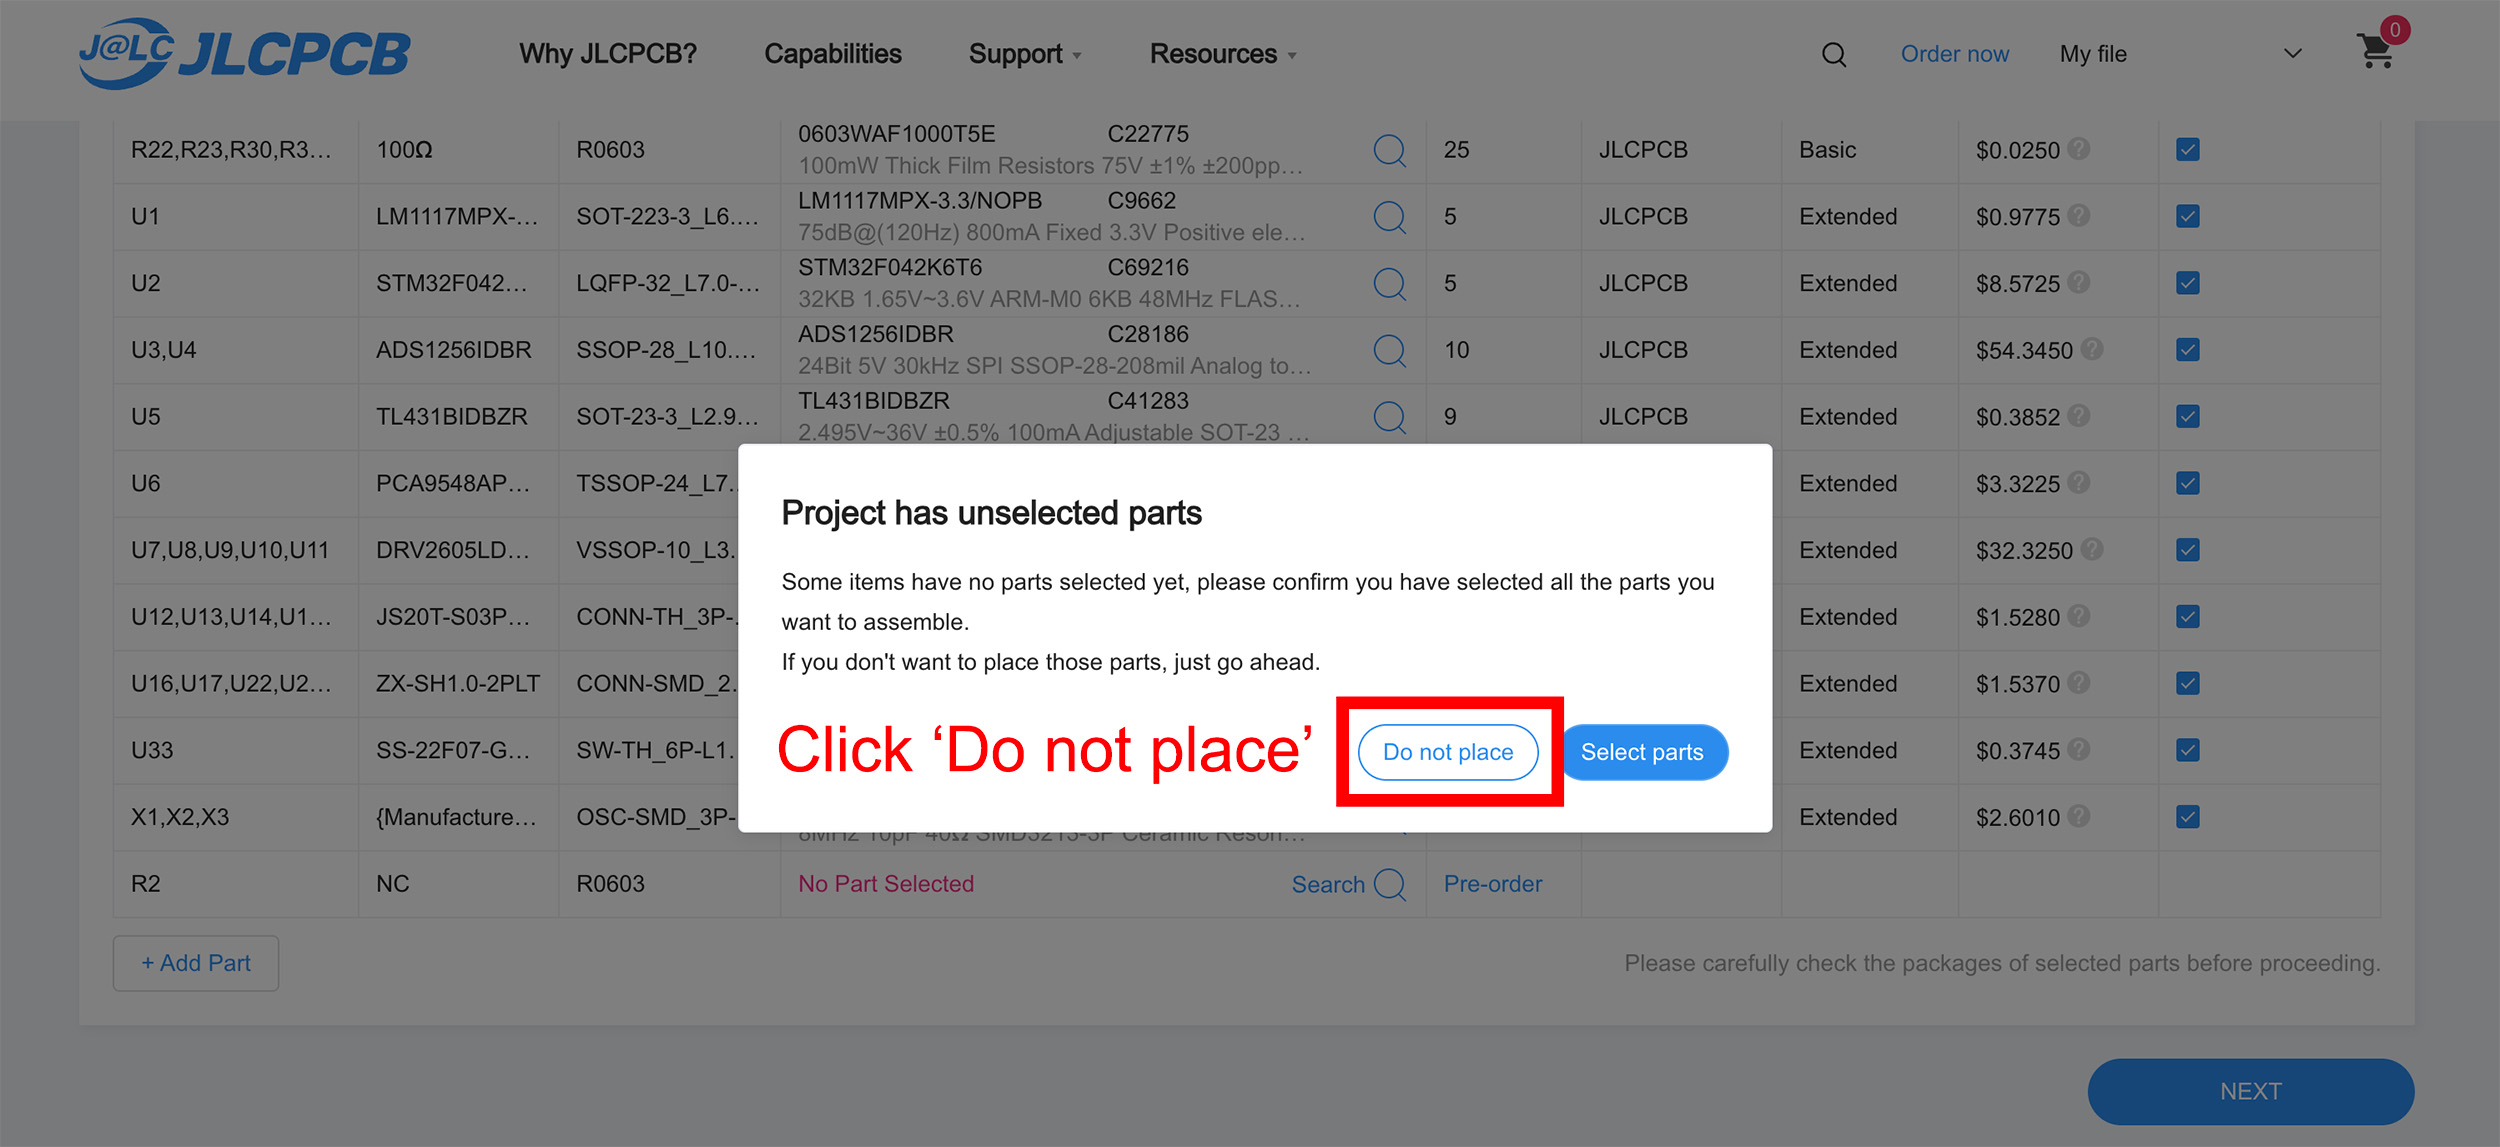 J@LC JLCPCB Why JLCPCB? Capabilities Support Resources Order now My file 0
R22,R23,R30,R3... 100Ω R0603 0603WAF1000T5E C22775 25 JLCPCB Basic $0.0250 ?
100mW Thick Film Resistors 75V ±1% ±200pp...
U1 LM1117MPX-... SOT-223-3_L6.... LM1117MPX-3.3/NOPB C9662 5 JLCPCB Extended $0.9775 ?
75dB@(120Hz) 800mA Fixed 3.3V Positive ele...
U2 STM32F042... LQFP-32_L7.0-... STM32F042K6T6 C69216 5 JLCPCB Extended $8.5725 ?
32KB 1.65V~3.6V ARM-M0 6KB 48MHz FLAS...
U3,U4 ADS1256IDBR SSOP-28_L10.... ADS1256IDBR C28186 10 JLCPCB Extended $54.3450 ?
24Bit 5V 30kHz SPI SSOP-28-208mil Analog to...
U5 TL431BIDBZR SOT-23-3_L2.9... TL431BIDBZR C41283 9 JLCPCB Extended $0.3852 ?
2.495V~36V ±0.5% 100mA Adjustable SOT-23 ...
U6 PCA9548AP... TSSOP-24_L7. Extended $3.3225 ?
U7,U8,U9,U10,U11 DRV2605LD... VSSOP-10_L3. Extended $32.3250 ?
U12,U13,U14,U1... JS20T-S03P... CONN-TH_3P-. Extended $1.5280 ?
U16,U17,U22,U2... ZX-SH1.0-2PLT CONN-SMD_2. Extended $1.5370 ?
U33 SS-22F07-G... SW-TH_6P-L1. Extended $0.3745 ?
X1,X2,X3 {Manufacture... OSC-SMD_3P- Extended $2.6010 ?
8MHz 10pF 40Ω SMD3213-3P Ceramic Reson...
R2 NC R0603 No Part Selected Search Pre-order
Project has unselected parts
Some items have no parts selected yet, please confirm you have selected all the parts you
want to assemble.
If you don't want to place those parts, just go ahead.
Click ‘Do not place’ Do not place Select parts
+ Add Part Please carefully check the packages of selected parts before proceeding.
NEXT